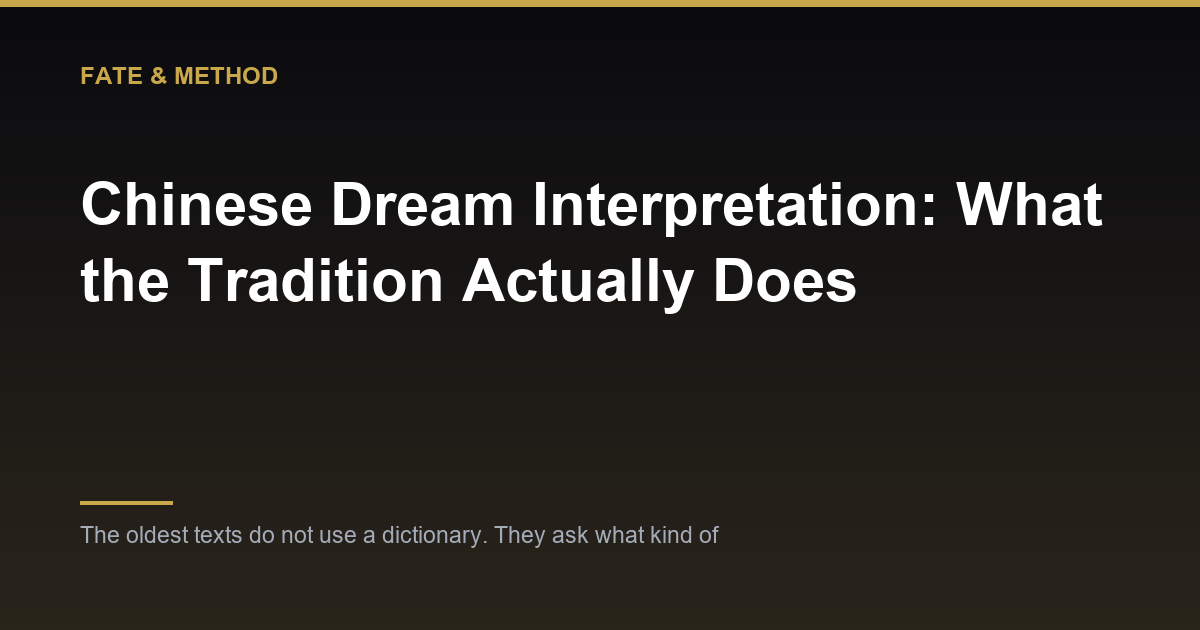 FATE & METHOD
Chinese Dream Interpretation: What
the Tradition Actually Does
The oldest texts do not use a dictionary. They ask what kind of